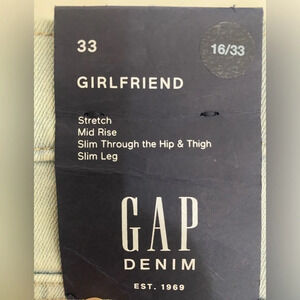 33
16/33
GIRLFRIEND
Stretch
Mid Rise
Slim Through the Hip & Thigh
Slim Leg
GAP
DENIM
EST. 1969